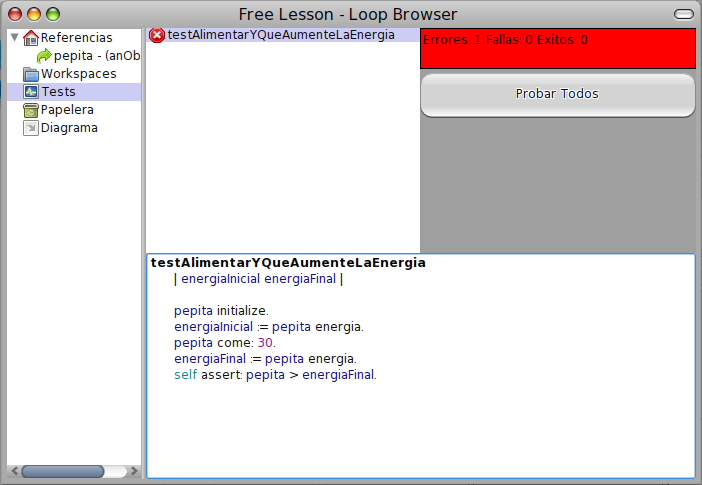 Free Lesson - Loop Browser
Referencias
pepita - (anOb
Workspaces
Tests
Papelera
Diagrama
testAlimentarYQueAumenteLaEnergia
Errores: 1 Fallas: 0 Exitos: 0
Probar Todos
testAlimentarYQueAumenteLaEnergia
| energiaInicial energiaFinal |
pepita initialize.
energiaInicial := pepita energia.
pepita come: 30.
energiaFinal := pepita energia.
self assert: pepita > energiaFinal.